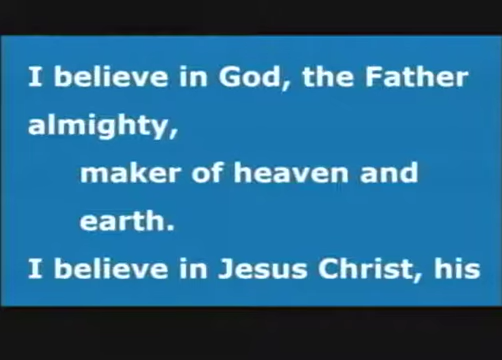 I believe in God, the Father
almighty,
maker of heaven and
earth.
I believe in Jesus Christ, his